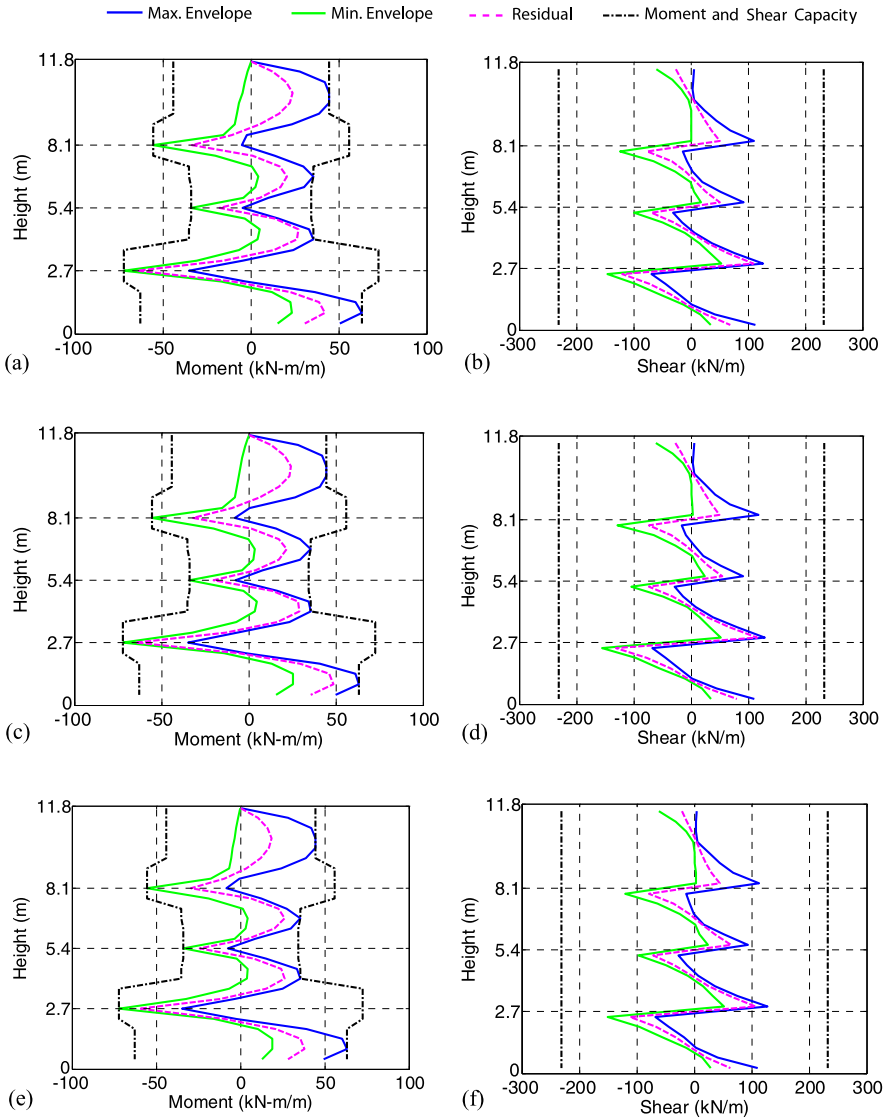 Max. Envelope Min. Envelope Residual Moment and Shear Capacity
11.8 11.8
8.1 8.1
Height (m) Height (m)
5.4 5.4
2.7 2.7
0 0
-100 -50 0 50 100 -300 -200 -100 0 100 200 300
(a) Moment (kN-m/m) (b) Shear (kN/m)
11.8 11.8
8.1 8.1
Height (m) Height (m)
5.4 5.4
2.7 2.7
0 0
-100 -50 0 50 100 -300 -200 -100 0 100 200 300
(c) Moment (kN-m/m) (d) Shear (kN/m)
11.8 11.8
8.1 8.1
Height (m) Height (m)
5.4 5.4
2.7 2.7
0 0
-100 -50 0 50 100 -300 -200 -100 0 100 200 300
(e) Moment (kN-m/m) (f) Shear (kN/m)